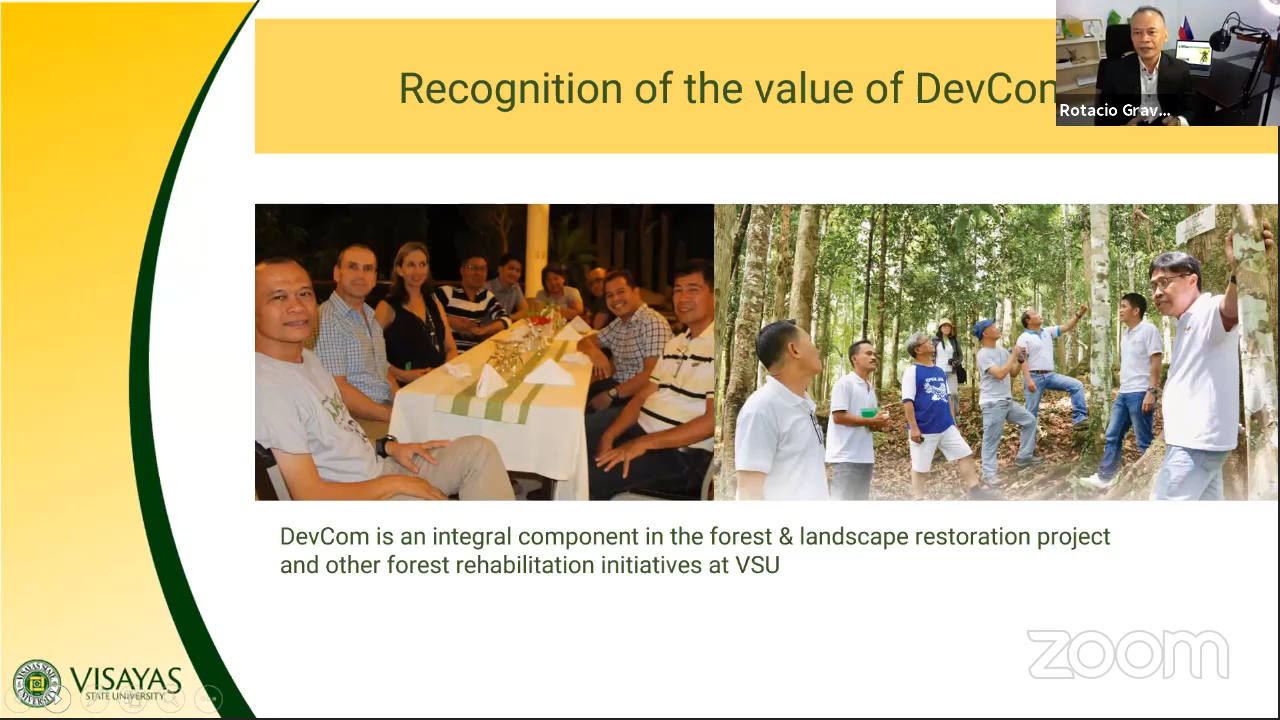 Recognition of the value of DevCom
Rotacio Grav...
DevCom is an integral component in the forest & landscape restoration project
and other forest rehabilitation initiatives at VSU
zoom
VISAYAS
STATE UNIVERSITY